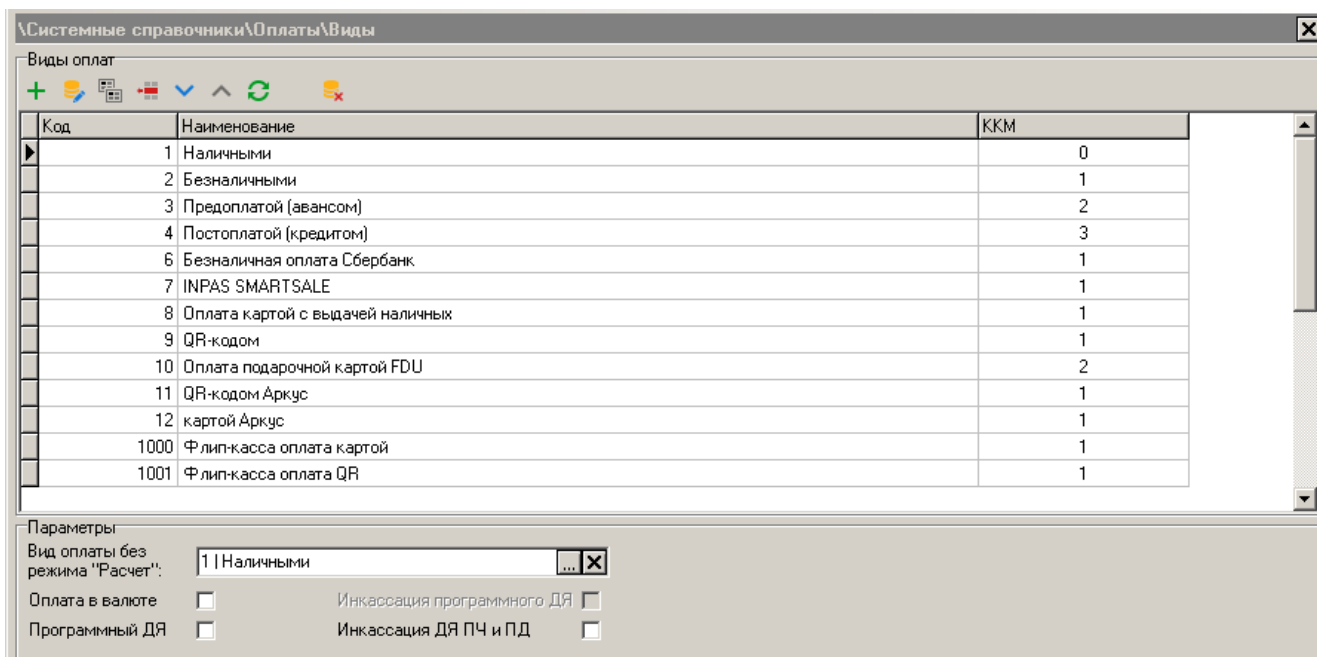 \Системные справочники\Оплаты\Виды
Виды оплат
Код Наименование ККМ
1 Наличными 0
2 Безналичными 1
3 Предоплатой (авансом) 2
4 Постоплатой (кредитом) 3
6 Безналичная оплата Сбербанк 1
7 INPAS SMARTSALE 1
8 Оплата картой с выдачей наличных 1
9 QR-кодом 1
10 Оплата подарочной картой FDU 2
11 QR-кодом Аркус 1
12 картой Аркус 1
1000 Флип-касса оплата картой 1
1001 Флип-касса оплата QR 1
Параметры
Вид оплаты без
режима "Расчет":
1 | Наличными ...
Оплата в валюте Инкассация программного ДЯ
Программный ДЯ Инкассация ДЯ ПЧ и ПД